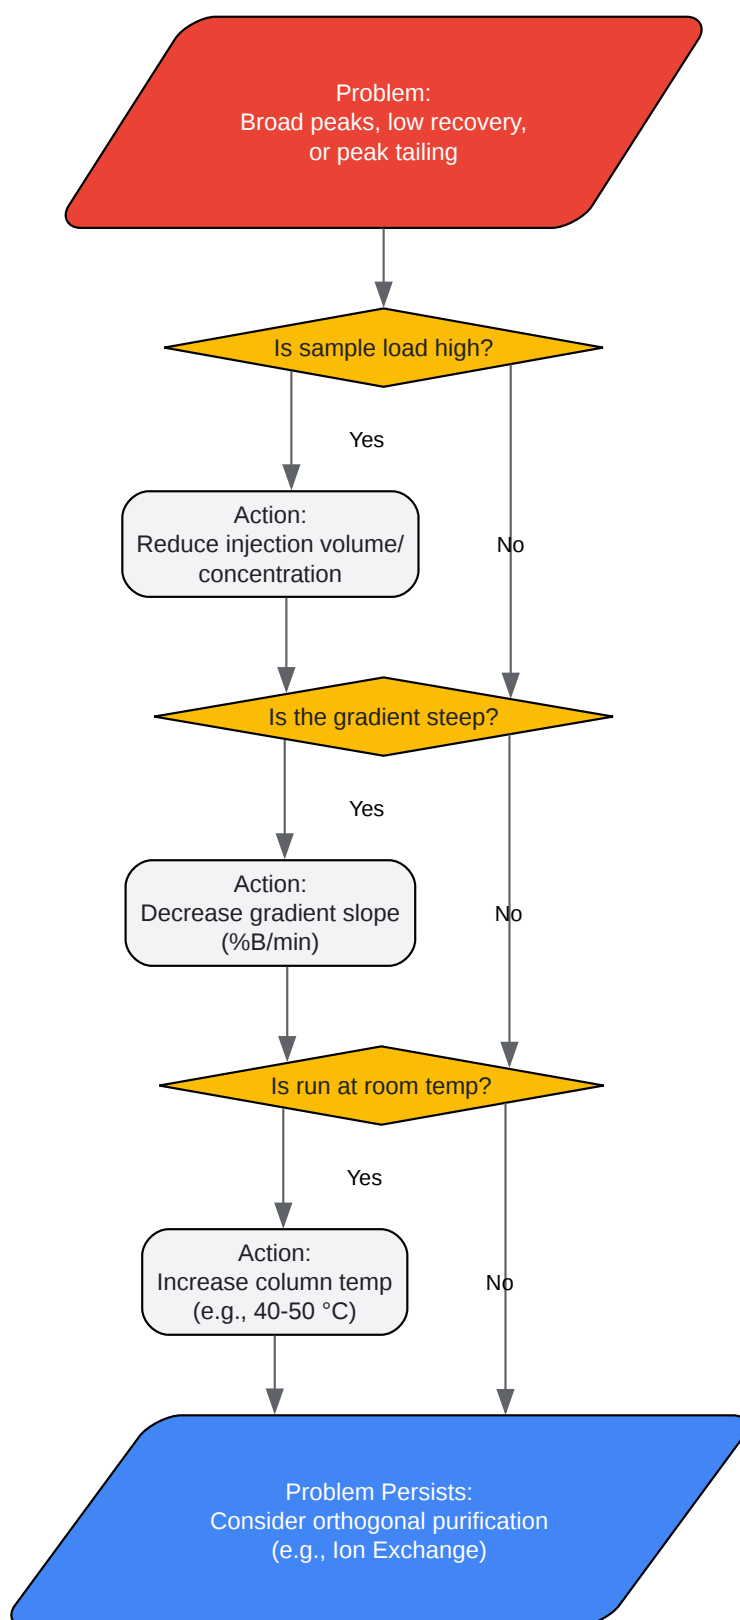 Problem:
Broad peaks, low recovery,
or peak tailing
Is sample load high?
Yes
Action:
Reduce injection volume/
concentration
No
Is the gradient steep?
Yes
Action:
Decrease gradient slope
(%B/min)
No
Is run at room temp?
Yes
Action:
Increase column temp
(e.g., 40-50 °C)
No
Problem Persists:
Consider orthogonal purification
(e.g., Ion Exchange)